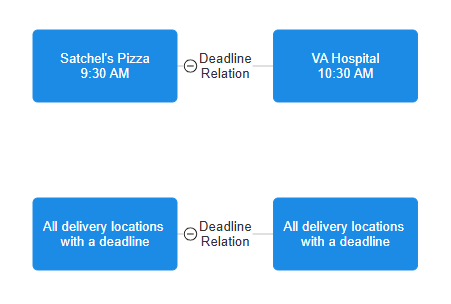 Satchel's Pizza
9:30 AM
Deadline
Relation
VA Hospital
10:30 AM
All delivery locations
with a deadline
Deadline
Relation
All delivery locations
with a deadline